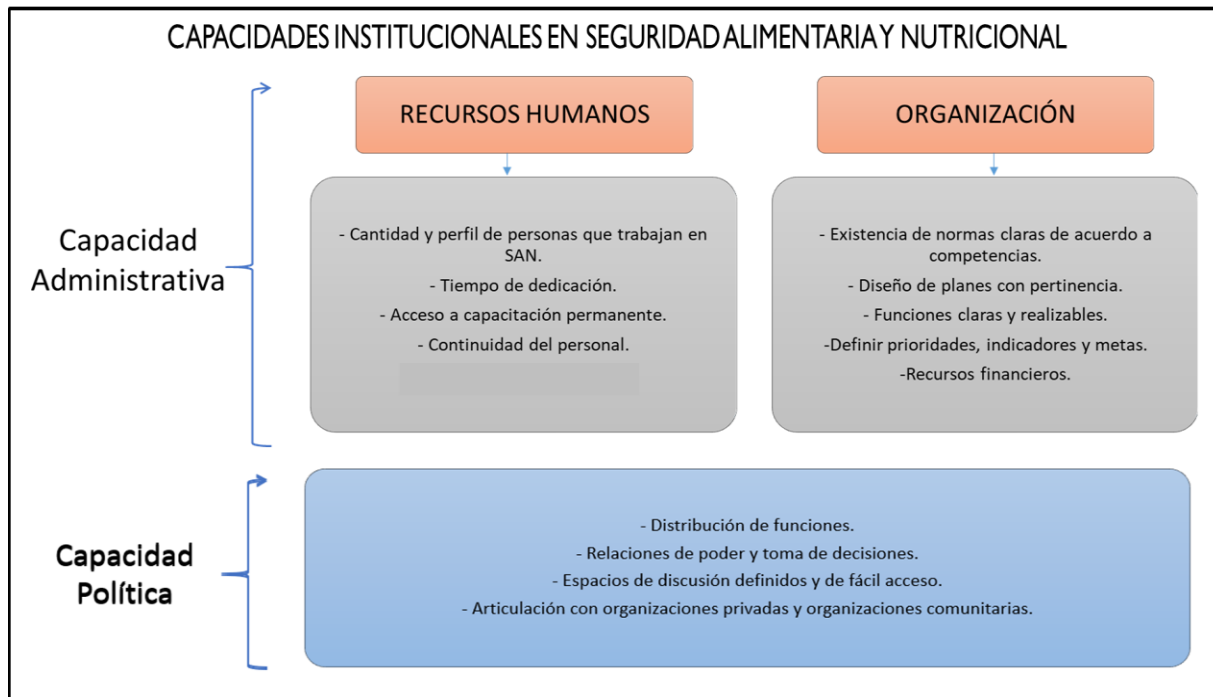 CAPACIDADES INSTITUCIONALES EN SEGURIDAD ALIMENTARIA Y NUTRICIONAL
Capacidad
Administrativa
RECURSOS HUMANOS
- Cantidad y perfil de personas que trabajan en
SAN.
- Tiempo de dedicación.
- Acceso a capacitación permanente.
- Continuidad del personal.
ORGANIZACIÓN
- Existencia de normas claras de acuerdo a
competencias.
- Diseño de planes con pertinencia.
- Funciones claras y realizables.
-Definir prioridades, indicadores y metas.
-Recursos financieros.
Capacidad
Política
- Distribución de funciones.
- Relaciones de poder y toma de decisiones.
- Espacios de discusión definidos y de fácil acceso.
- Articulación con organizaciones privadas y organizaciones comunitarias.